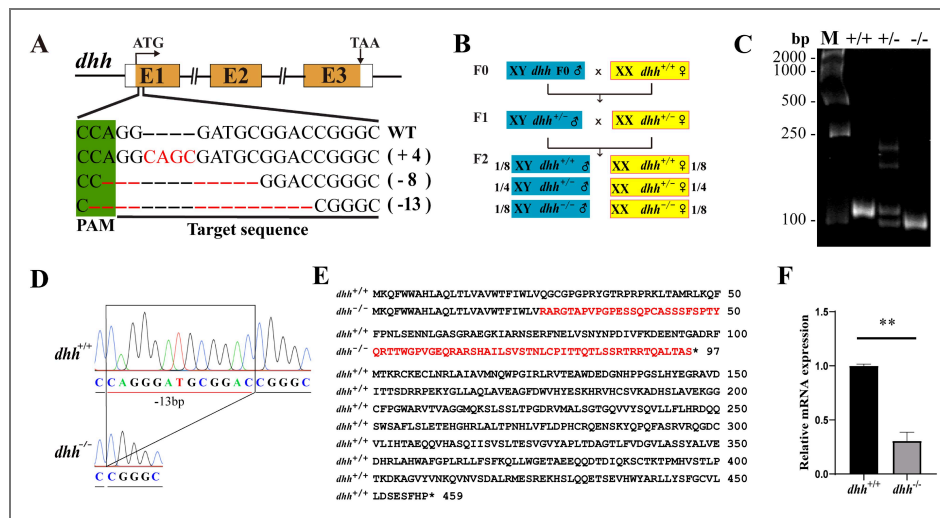 A
ATG
TAA
dhh
E1
E2
E3
CCAGG----GATGCGGACCGGGC WT
CCAGGCAGCGATGCGGACCGGGC (+4)
CC GGACCGGGC (-8)
C CGGGC (-13)
PAM
Target sequence
B
F0 XY dhh F0 ♂ x XX dhh+/+ ♀
F1 XY dhh+/- ♂ x XX dhh+/- ♀
F2
1/8 XY dhh+/+ ♂ XX dhh+/+ ♀ 1/8
1/4 XY dhh+/- ♂ XX dhh+/- ♀ 1/4
1/8 XY dhh-/- ♂ XX dhh-/- ♀ 1/8
C
bp M +/+ +/- -/-
2000 -
1000 -
500 -
250 -
100 -
D
dhh+/+
C C A G G G A T G C G G A C C G G G C
-13bp
dhh-/-
C C G G G C
E
dhh+/+ MKQFWWAHLAQLTLVAVWTFIWLVQGCGPGPRYGTRPRPRKLTAMRLKQF 50
dhh-/- MKQFWWAHLAQLTLVAVWTFIWLVRARGTAPVPGPESSQPCASSSFSPTY 50
dhh+/+ FPNLSENNLGASGRAEGKIARNSERFNELVSNYNPDIVFKDEENTGADRF 100
dhh-/- QRTTWGPVGEQRARSHAILSVSTNLCPITTQTLSSRTRRTQALTAS* 97
dhh+/+ MTKRCKECLNRLAIAVMNQWPGIRLRVTEAWDEDGNHPPGSLHYEGRAVD 150
dhh+/+ ITTSDRRPEKYGLLAQLAVEAGFDWVHYESKHRVHCSVKADHSLAVEKGG 200
dhh+/+ CFPGWARVTVAGGMQKSLSSLTPGDRVMALSGTGQVVYSQVLLFLHRDQQ 250
dhh+/+ SWSAFLSLETEHGHRLALTPNHLVFLDPHCRQENSKYQPQFASRVRQGDC 300
dhh+/+ VLIHTAEQQVHASQIISVSLTESVGVYAPLTDAGTLFVDGVLASSYALVE 350
dhh+/+ DHRLAHWAFGPLRLLFSFKQLLWGETAEEQQDTDIQKSCTKTPMHVSTLP 400
dhh+/+ TKDKAGVYVNKQVNVSDALRMESREKHSLQQETSEVHWYARLLYSFGCVL 450
dhh+/+ LDSESFHP* 459
F
Relative mRNA expression
1.5
1.0
0.5
0.0
**
dhh+/+ dhh-/-